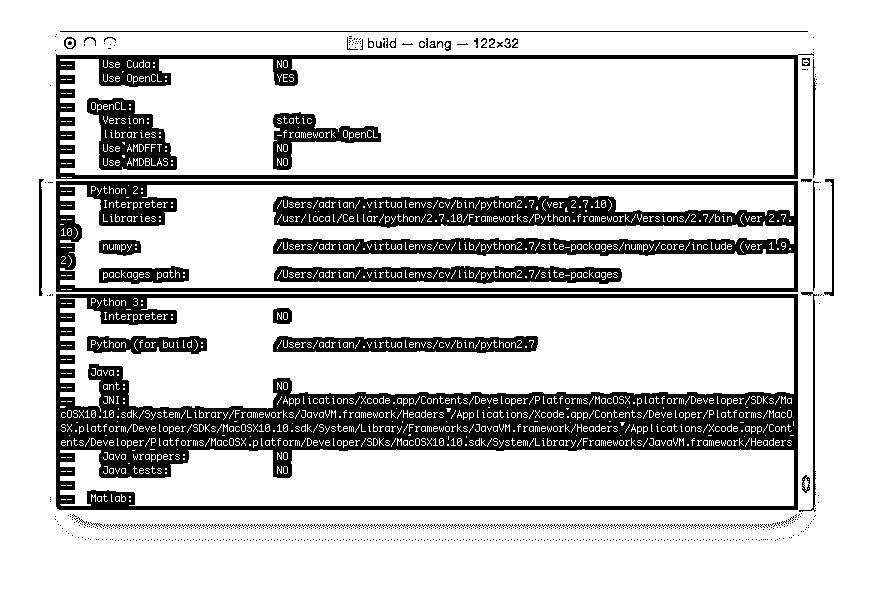 build — clang — 122×32
-- Use Cuda: NO
-- Use OpenCL: YES
--
-- OpenCL:
-- Version: static
-- libraries: -framework OpenCL
-- Use AMDFFT: NO
-- Use AMDBLAS: NO
--
-- Python 2:
-- Interpreter: /Users/adrian/.virtualenvs/cv/bin/python2.7 (ver 2.7.10)
-- Libraries: /usr/local/Cellar/python/2.7.10/Frameworks/Python.framework/Versions/2.7/bin (ver 2.7.
10)
-- numpy: /Users/adrian/.virtualenvs/cv/lib/python2.7/site-packages/numpy/core/include (ver 1.9.
2)
-- packages path: /Users/adrian/.virtualenvs/cv/lib/python2.7/site-packages
--
-- Python 3:
-- Interpreter: NO
--
-- Python (for build): /Users/adrian/.virtualenvs/cv/bin/python2.7
--
-- Java:
-- ant: NO
-- JNI: /Applications/Xcode.app/Contents/Developer/Platforms/MacOSX.platform/Developer/SDKs/Ma
cOSX10.10.sdk/System/Library/Frameworks/JavaVM.framework/Headers /Applications/Xcode.app/Contents/Developer/Platforms/MacO
SX.platform/Developer/SDKs/MacOSX10.10.sdk/System/Library/Frameworks/JavaVM.framework/Headers /Applications/Xcode.app/Cont
ents/Developer/Platforms/MacOSX.platform/Developer/SDKs/MacOSX10.10.sdk/System/Library/Frameworks/JavaVM.framework/Headers
-- Java wrappers: NO
-- Java tests: NO
--
-- Matlab: